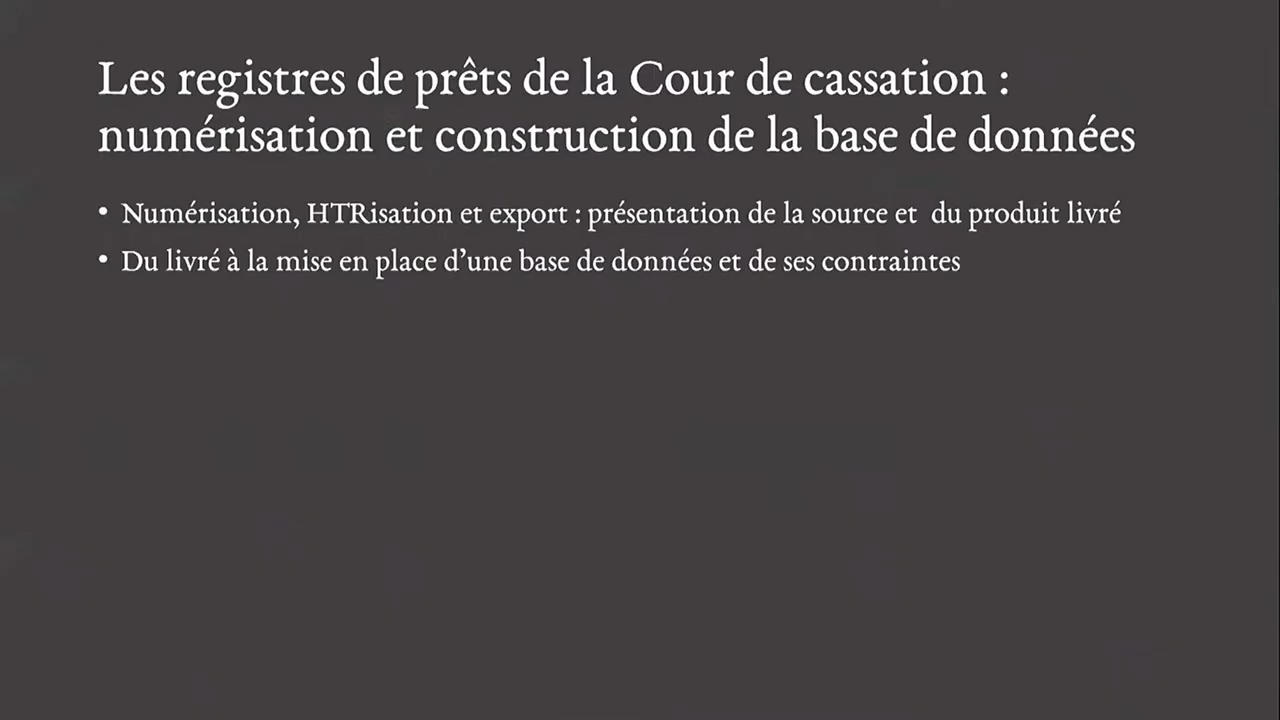 Les registres de prêts de la Cour de cassation :
numérisation et construction de la base de données
• Numérisation, HTRisation et export : présentation de la source et  du produit livré
• Du livré à la mise en place d’une base de données et de ses contraintes